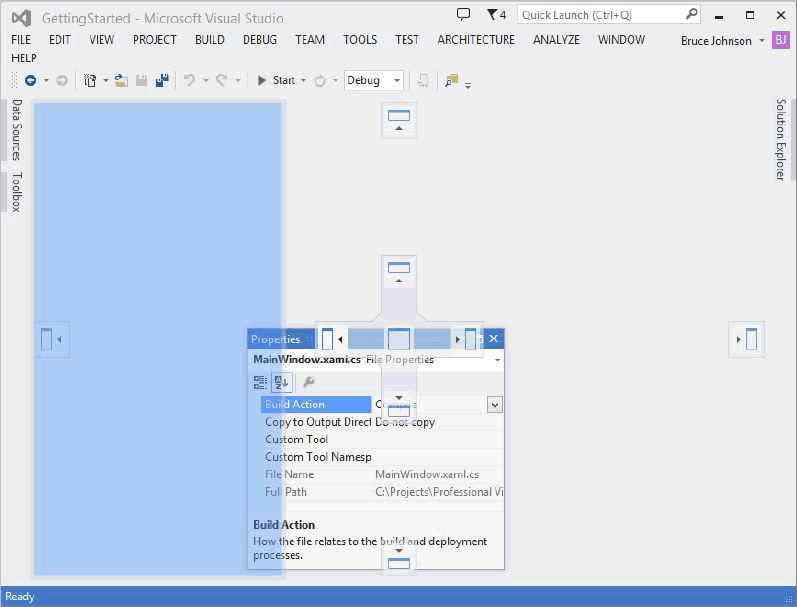 GettingStarted - Microsoft Visual Studio
4
Quick Launch (Ctrl+Q)
FILE EDIT VIEW PROJECT BUILD DEBUG TEAM TOOLS TEST ARCHITECTURE ANALYZE WINDOW Bruce Johnson BJ
HELP
Start Debug
Data Sources
Toolbox
Solution Explorer
Properties
MainWindow.xaml.cs File Properties
Build Action Compile
Copy to Output Direct Do not copy
Custom Tool
Custom Tool Namesp
File Name MainWindow.xaml.cs
Full Path C:\Projects\Professional Vi
Build Action
How the file relates to the build and deployment
processes.
Ready